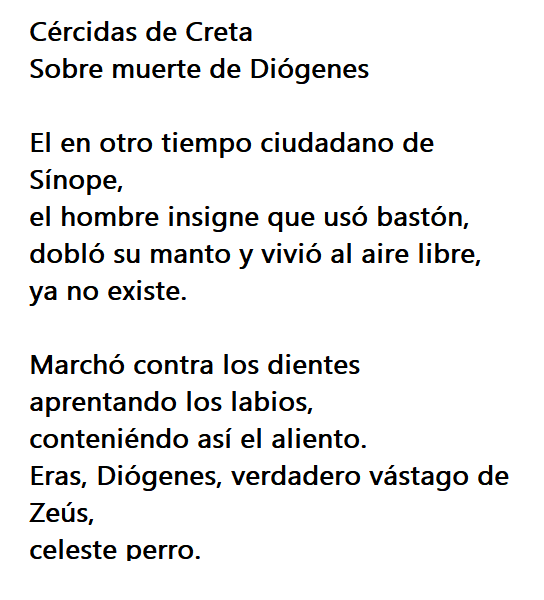 Cércidas de Creta
Sobre muerte de Diógenes
El en otro tiempo ciudadano de
Sínope,
el hombre insigne que usó bastón,
dobló su manto y vivió al aire libre,
ya no existe.
Marchó contra los dientes
aprentando los labios,
conteniéndo así el aliento.
Eras, Diógenes, verdadero vástago de
Zeús,
celeste perro.